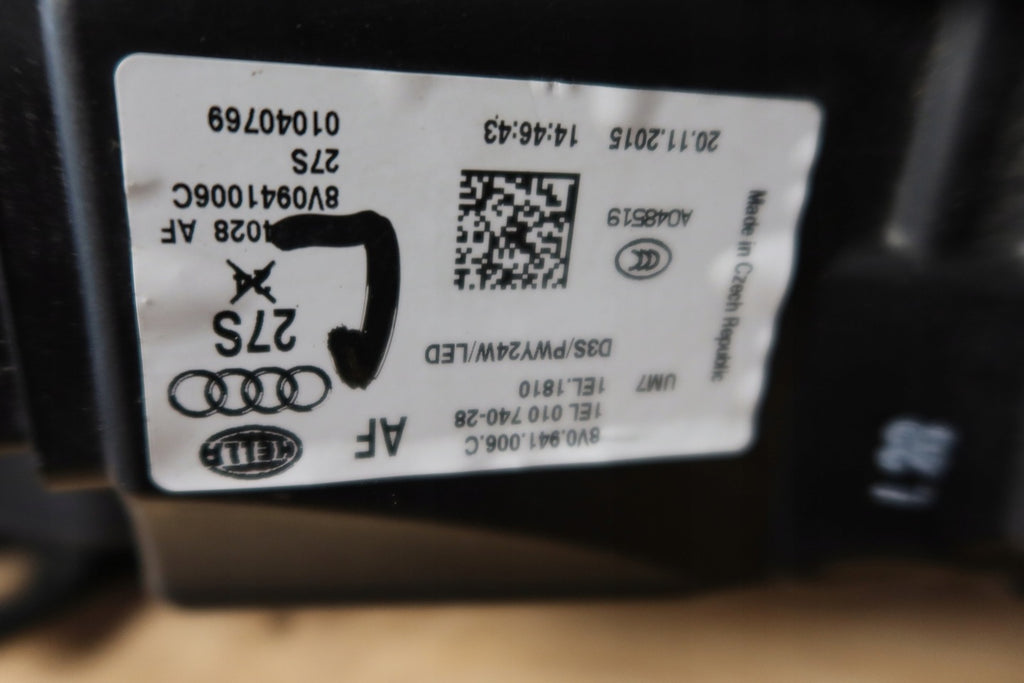 8V0.941.006.C
1EL 010 740-28
1EL.1810
UM7
D3S/PWY24W/LED
AF
HELLA
27S
4028 AF
8V0941006C
27S
01040769
A048519
CCC
20.11.2015 14:46:43
Made in Czech Republic